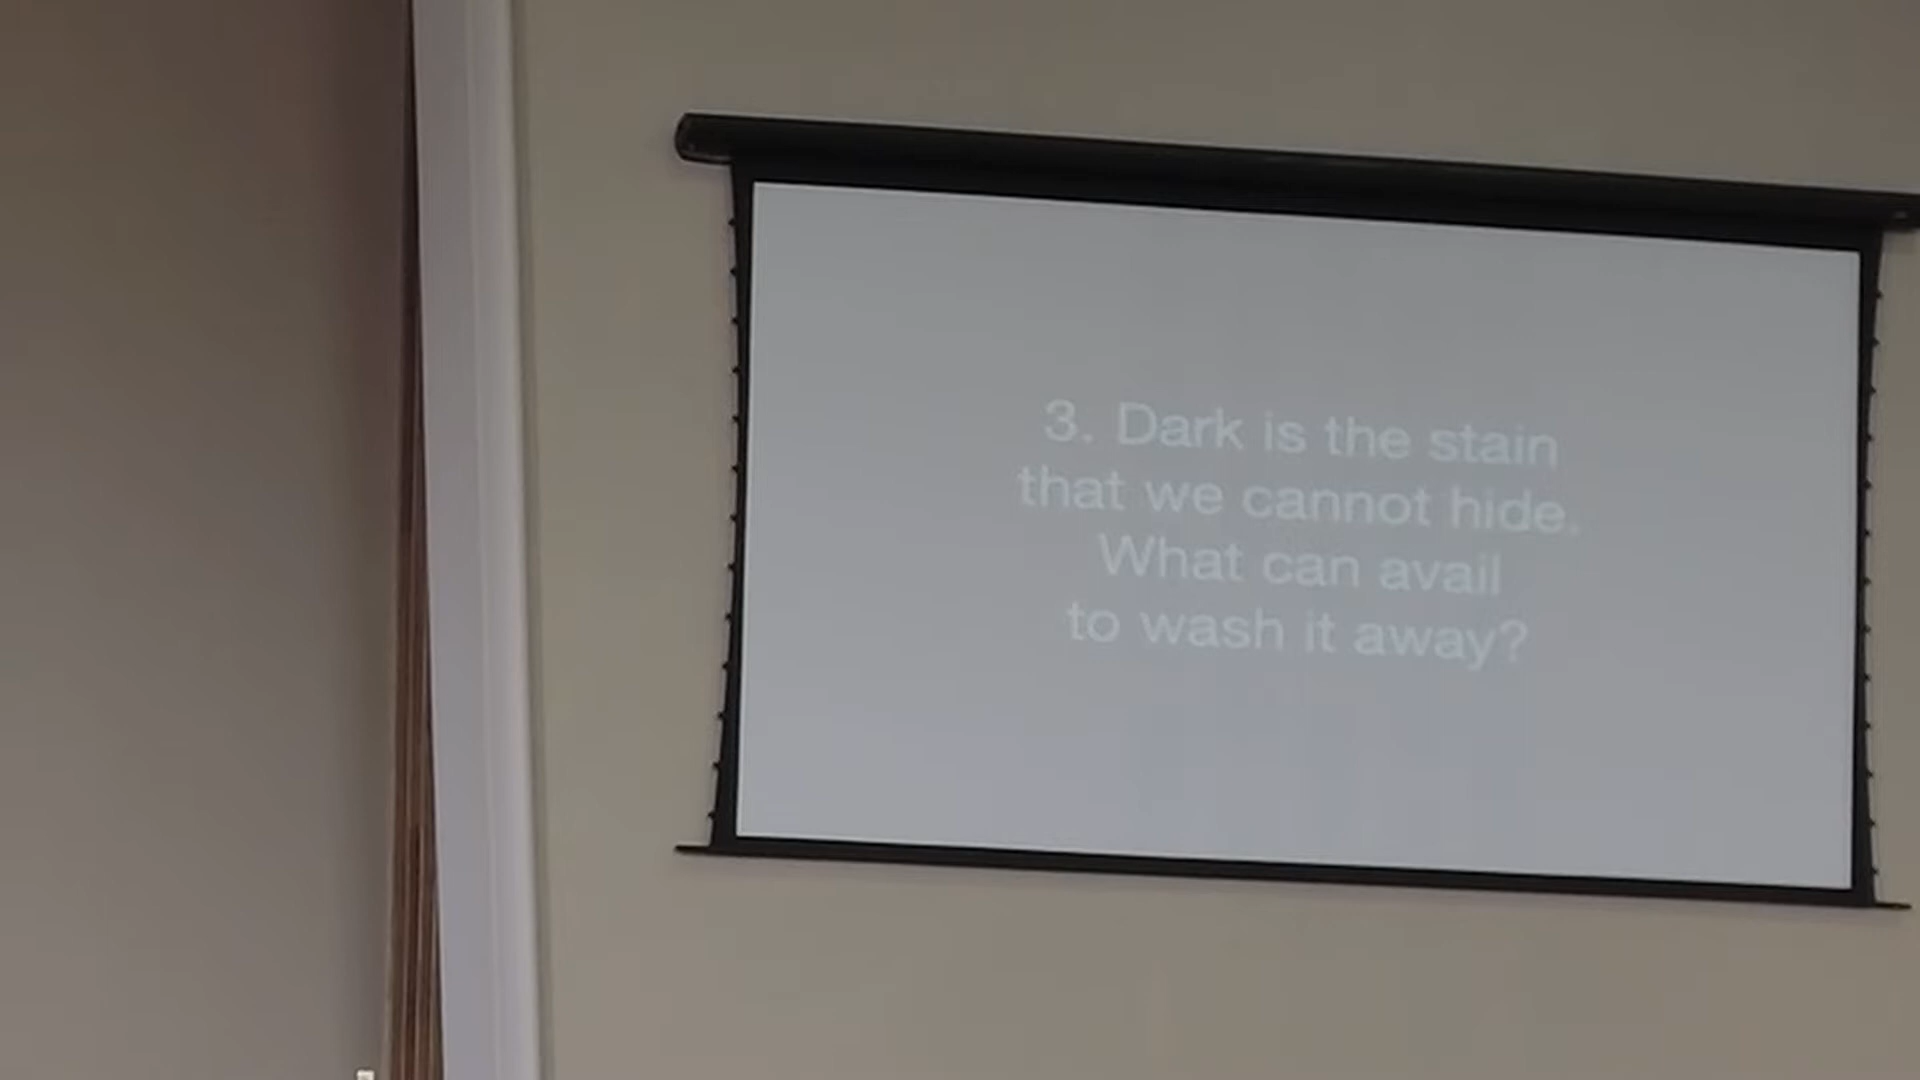 3. Dark is the stain
that we cannot hide.
What can avail
to wash it away?